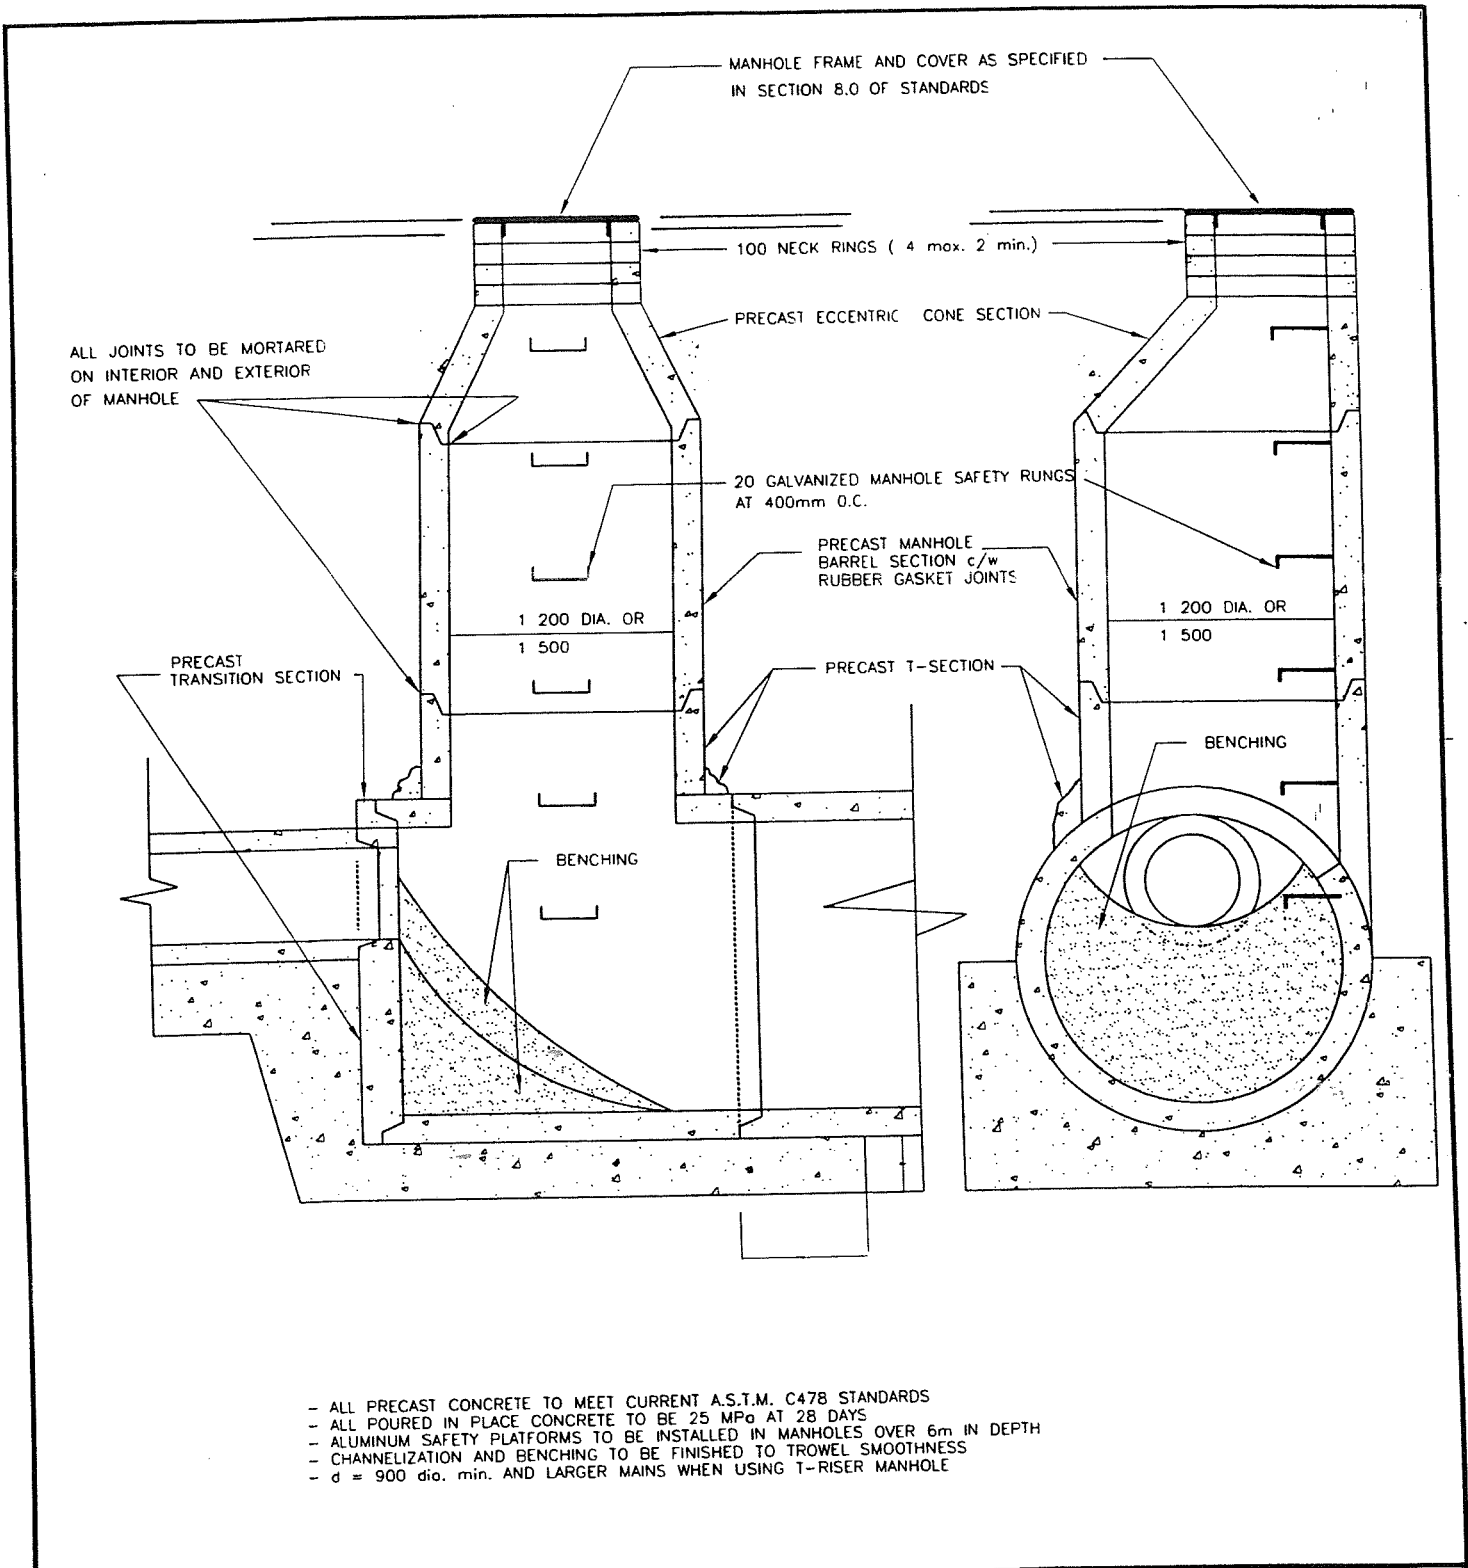 MANHOLE FRAME AND COVER AS SPECIFIED
IN SECTION 8.0 OF STANDARDS
100 NECK RINGS ( 4 max. 2 min.)
PRECAST ECCENTRIC CONE SECTION
ALL JOINTS TO BE MORTARED
ON INTERIOR AND EXTERIOR
OF MANHOLE
20 GALVANIZED MANHOLE SAFETY RUNGS
AT 400mm O.C.
PRECAST MANHOLE
BARREL SECTION c/w
RUBBER GASKET JOINTS
1 200 DIA. OR
1 500
1 200 DIA. OR
1 500
PRECAST
TRANSITION SECTION
PRECAST T-SECTION
BENCHING
BENCHING
- ALL PRECAST CONCRETE TO MEET CURRENT A.S.T.M. C478 STANDARDS
- ALL POURED IN PLACE CONCRETE TO BE 25 MPa AT 28 DAYS
- ALUMINUM SAFETY PLATFORMS TO BE INSTALLED IN MANHOLES OVER 6m IN DEPTH
- CHANNELIZATION AND BENCHING TO BE FINISHED TO TROWEL SMOOTHNESS
- d = 900 dia. min. AND LARGER MAINS WHEN USING T-RISER MANHOLE